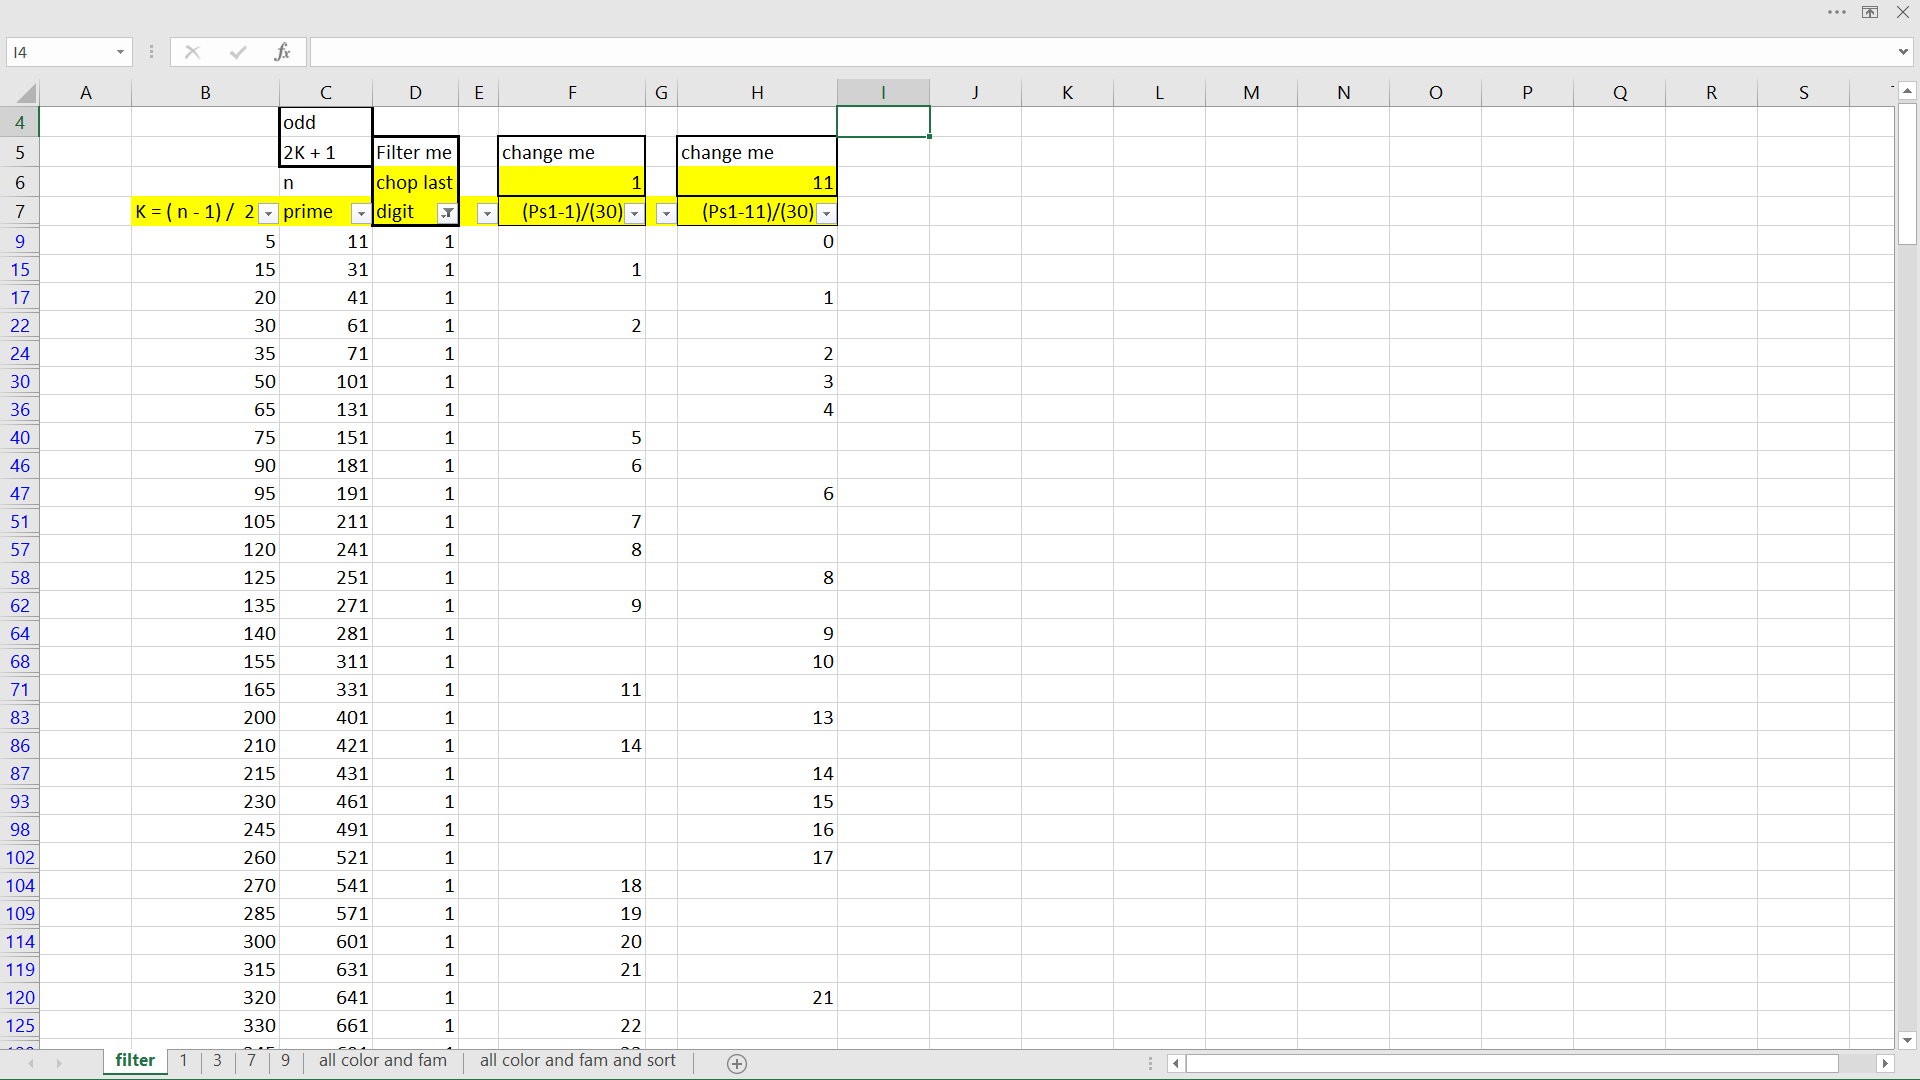 I4
fx
A B C D E F G H I J K L M N O P Q R S
4 odd
5 2K + 1 Filter me change me change me
6 n chop last 1 11
7 K = ( n - 1) / 2 prime digit (Ps1-1)/(30) (Ps1-11)/(30)
9 5 11 1 0
15 15 31 1 1
17 20 41 1 1
22 30 61 1 2
24 35 71 1 2
30 50 101 1 3
36 65 131 1 4
40 75 151 1 5
46 90 181 1 6
47 95 191 1 6
51 105 211 1 7
57 120 241 1 8
58 125 251 1 8
62 135 271 1 9
64 140 281 1 9
68 155 311 1 10
71 165 331 1 11
83 200 401 1 13
86 210 421 1 14
87 215 431 1 14
93 230 461 1 15
98 245 491 1 16
102 260 521 1 17
104 270 541 1 18
109 285 571 1 19
114 300 601 1 20
119 315 631 1 21
120 320 641 1 21
125 330 661 1 22
filter 1 3 7 9 all color and fam all color and fam and sort